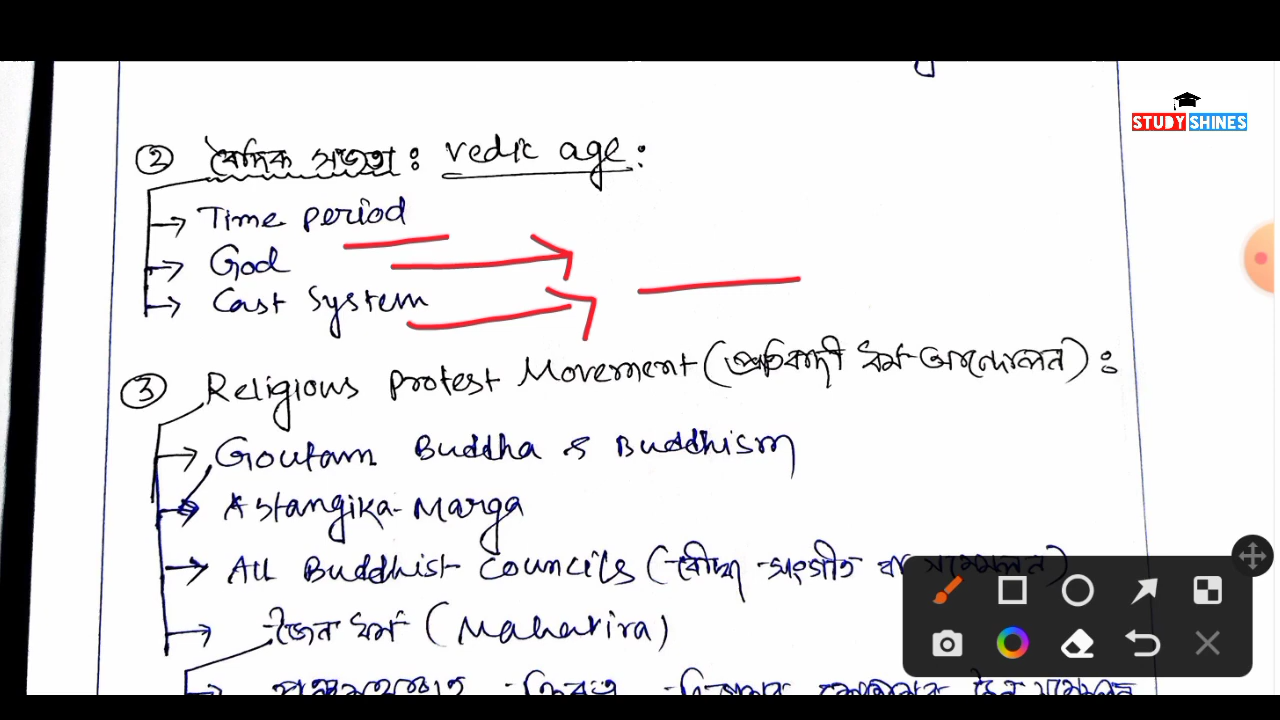 STUDY SHINES
② বৈদিক সভ্যতা : vedic age :
→ Time period
→ God
→ Cast System
③ Religious Protest Movement (প্রতিবাদী ধর্ম আন্দোলন) :
→ Goutam Buddha & Buddhism
→ Astangika-Marga
→ All Buddhist Councils (বৌদ্ধ -সংগীতি বা সম্মেলন)
→ জৈন ধর্ম (Mahavira)